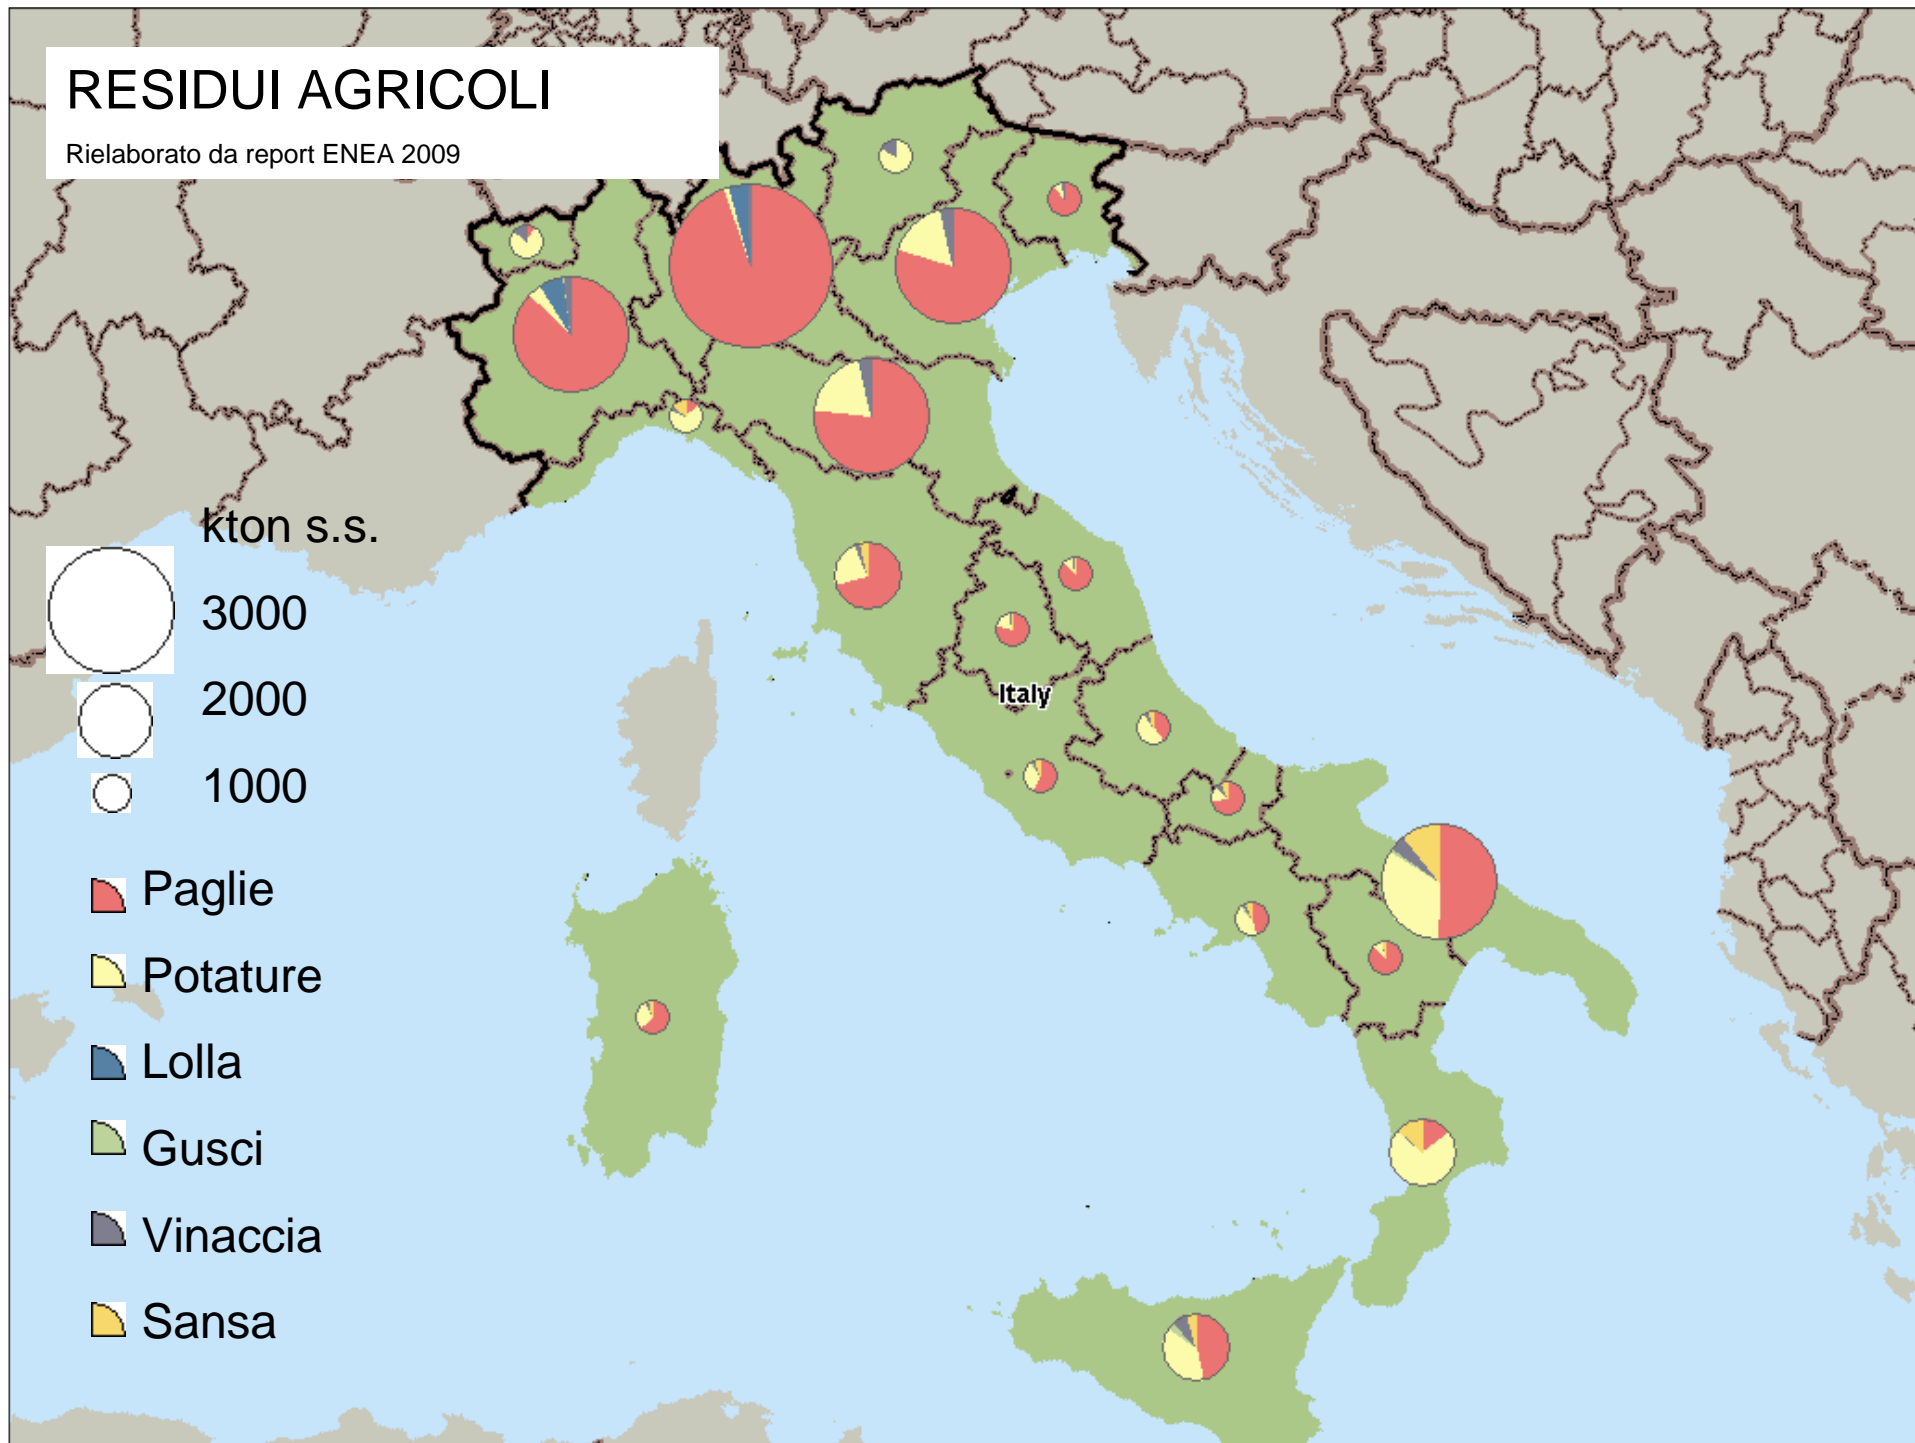 RESIDUI AGRICOLI
Rielaborato da report ENEA 2009
kton s.s.
3000
2000
1000
Paglie
Potature
Lolla
Gusci
Vinaccia
Sansa
Italy